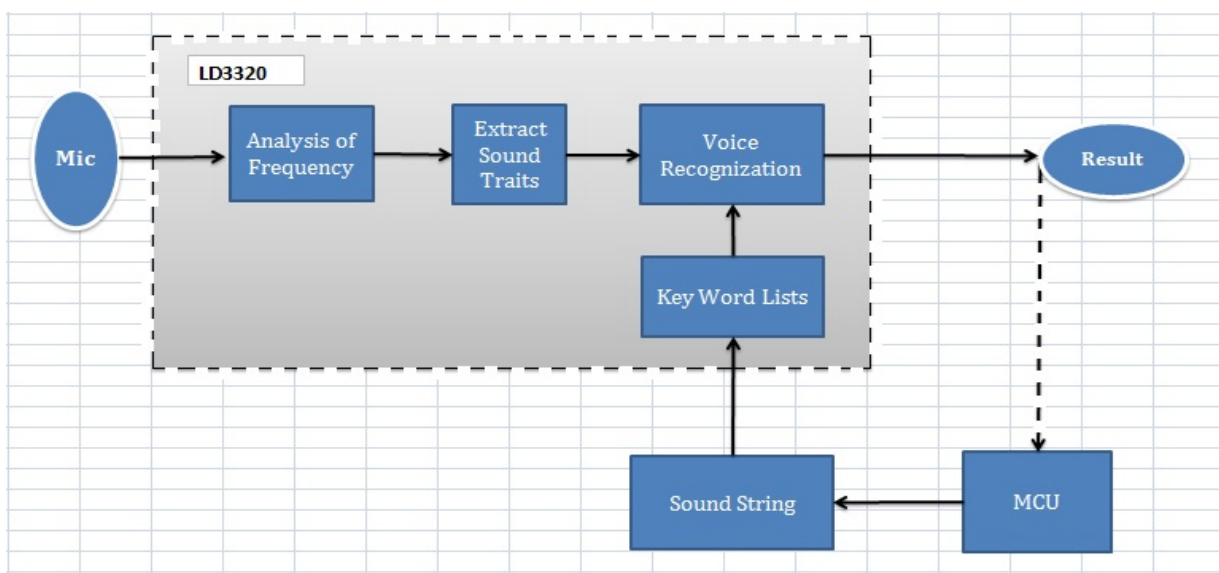 LD3320
Mic
Analysis of
Frequency
Extract
Sound
Traits
Voice
Recognization
Result
Key Word Lists
Sound String
MCU